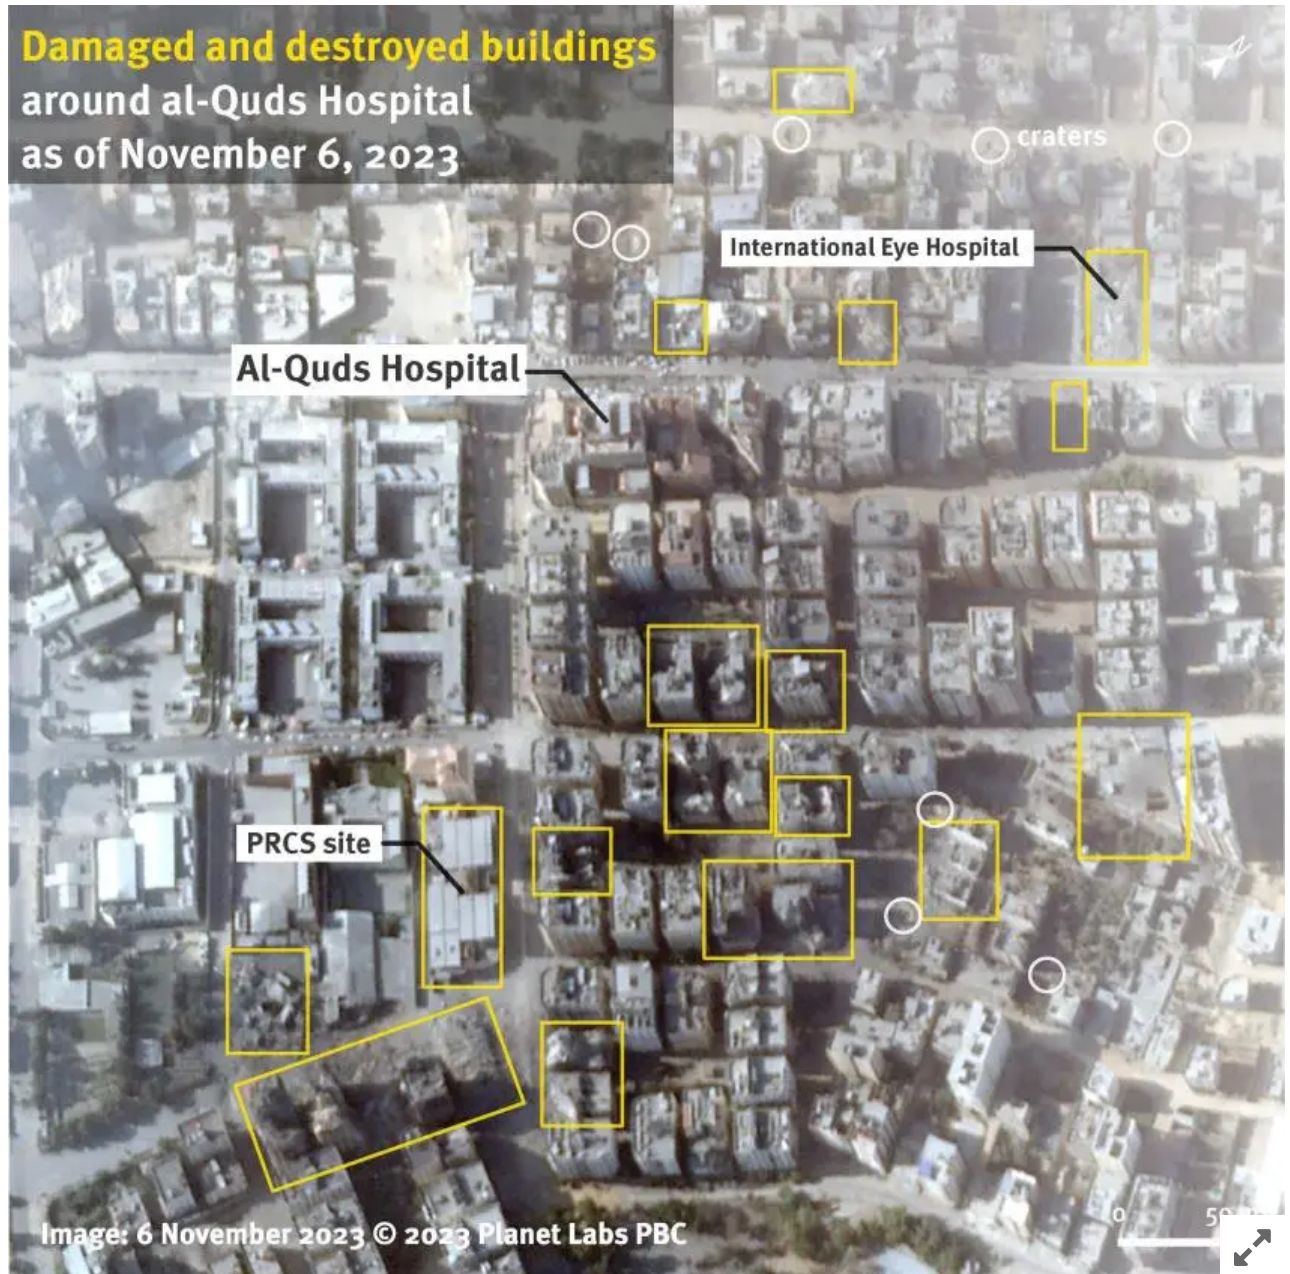 Damaged and destroyed buildings
around al-Quds Hospital
as of November 6, 2023
craters
International Eye Hospital
Al-Quds Hospital
PRCS site
Image: 6 November 2023 © 2023 Planet Labs PBC
0